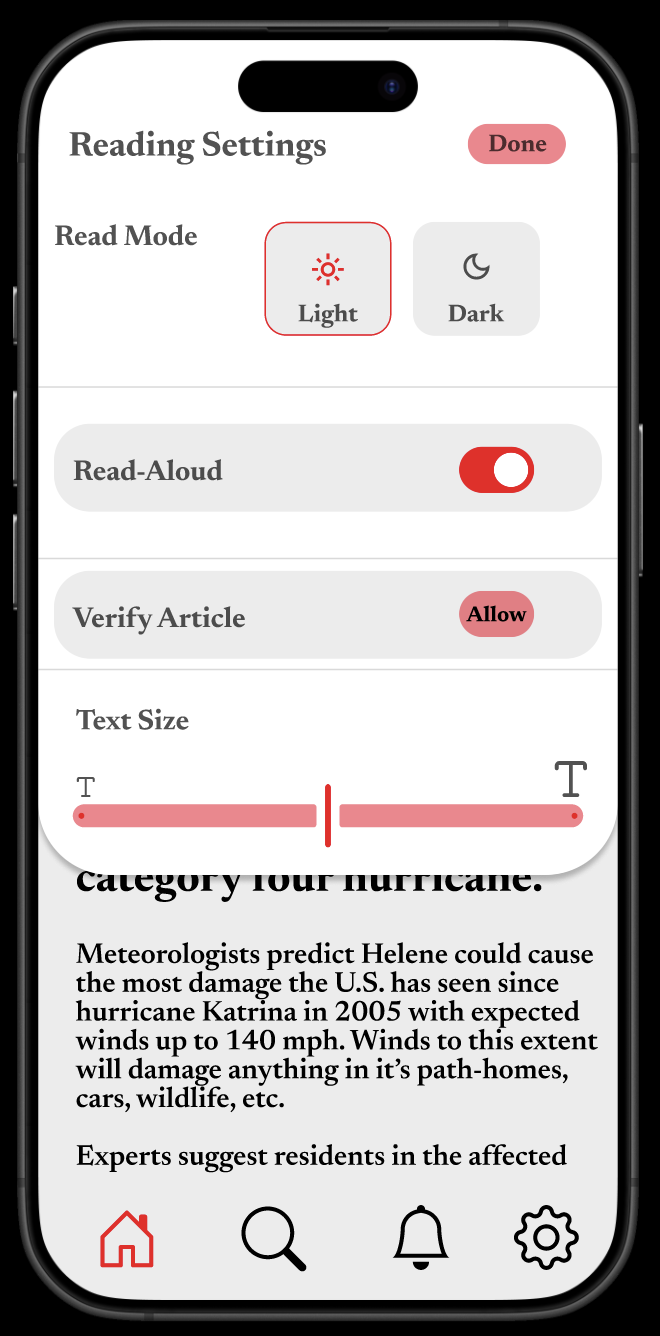 Reading Settings
Done
Read Mode
Light
Dark
Read-Aloud
Verify Article
Allow
Text Size
T
T
category four hurricane.
Meteorologists predict Helene could cause
the most damage the U.S. has seen since
hurricane Katrina in 2005 with expected
winds up to 140 mph. Winds to this extent
will damage anything in it’s path-homes,
cars, wildlife, etc.
Experts suggest residents in the affected